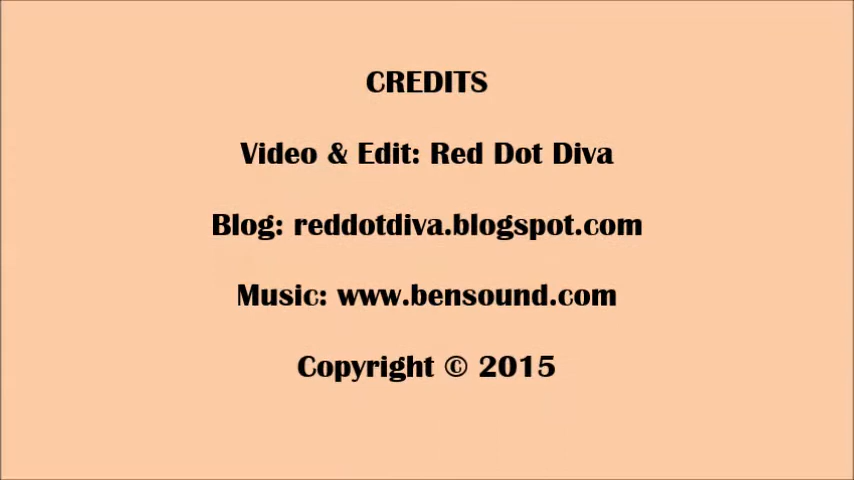 CREDITS
Video & Edit: Red Dot Diva
Blog: reddotdiva.blogspot.com
Music: www.bensound.com
Copyright © 2015